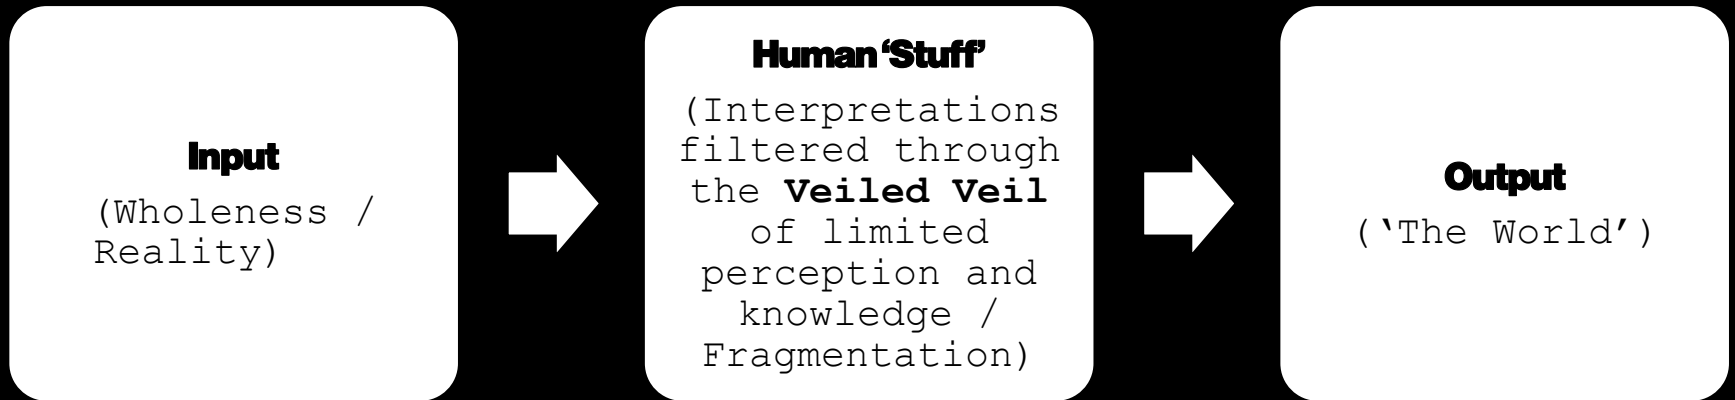 Input
(Wholeness /
Reality)
Human ‘Stuff’
(Interpretations
filtered through
the Veiled Veil
of limited
perception and
knowledge /
Fragmentation)
Output
(‘The World’)